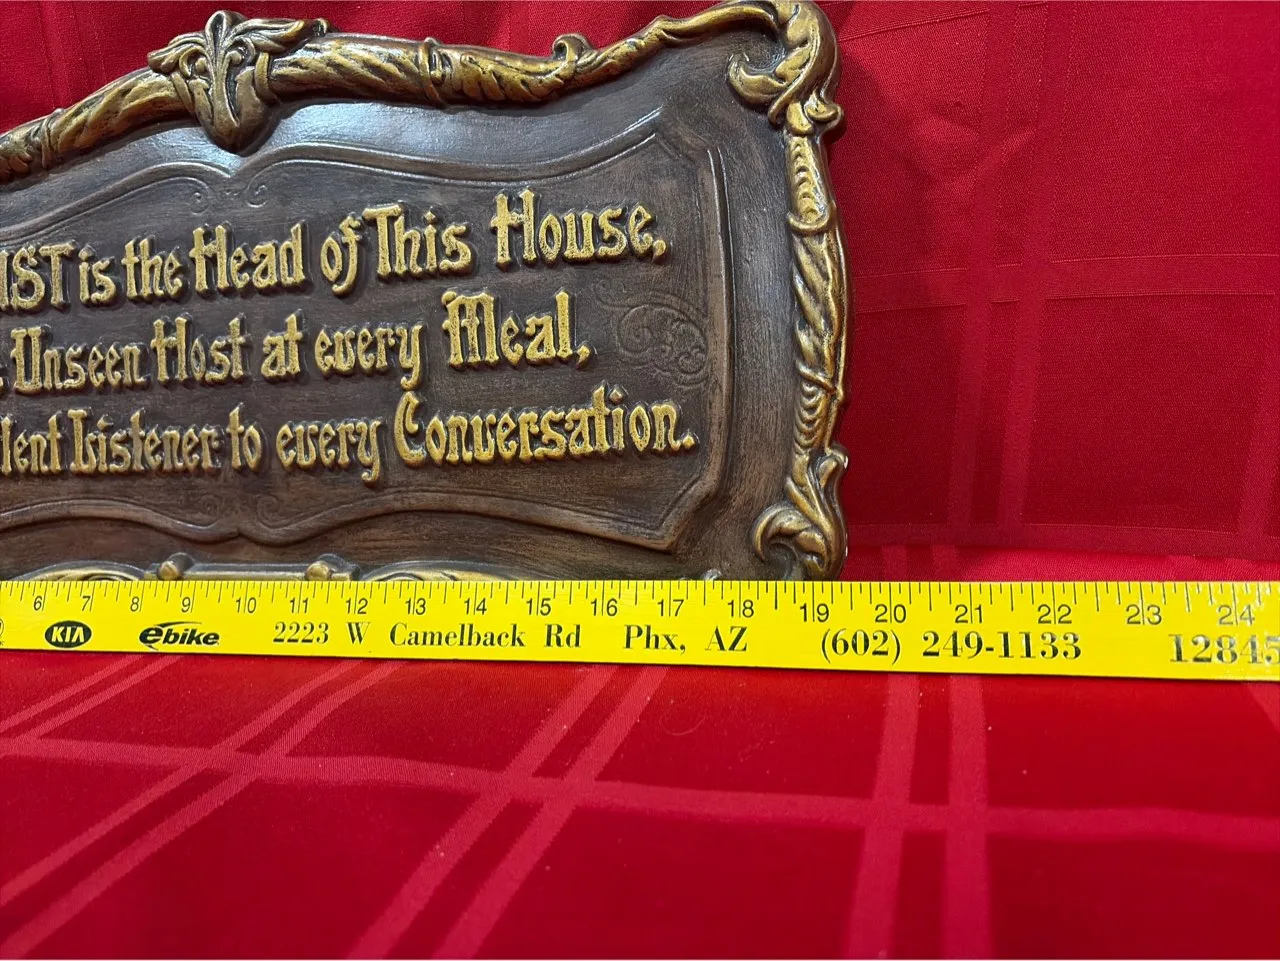 IST is the Head of This House,
Unseen Host at every Meal,
lent Listener to every Conversation.
6 7 8 9 10 11 12 13 14 15 16 17 18 19 20 21 22 23 24
KIA ebike 2223 W Camelback Rd Phx, AZ (602) 249-1133 12845